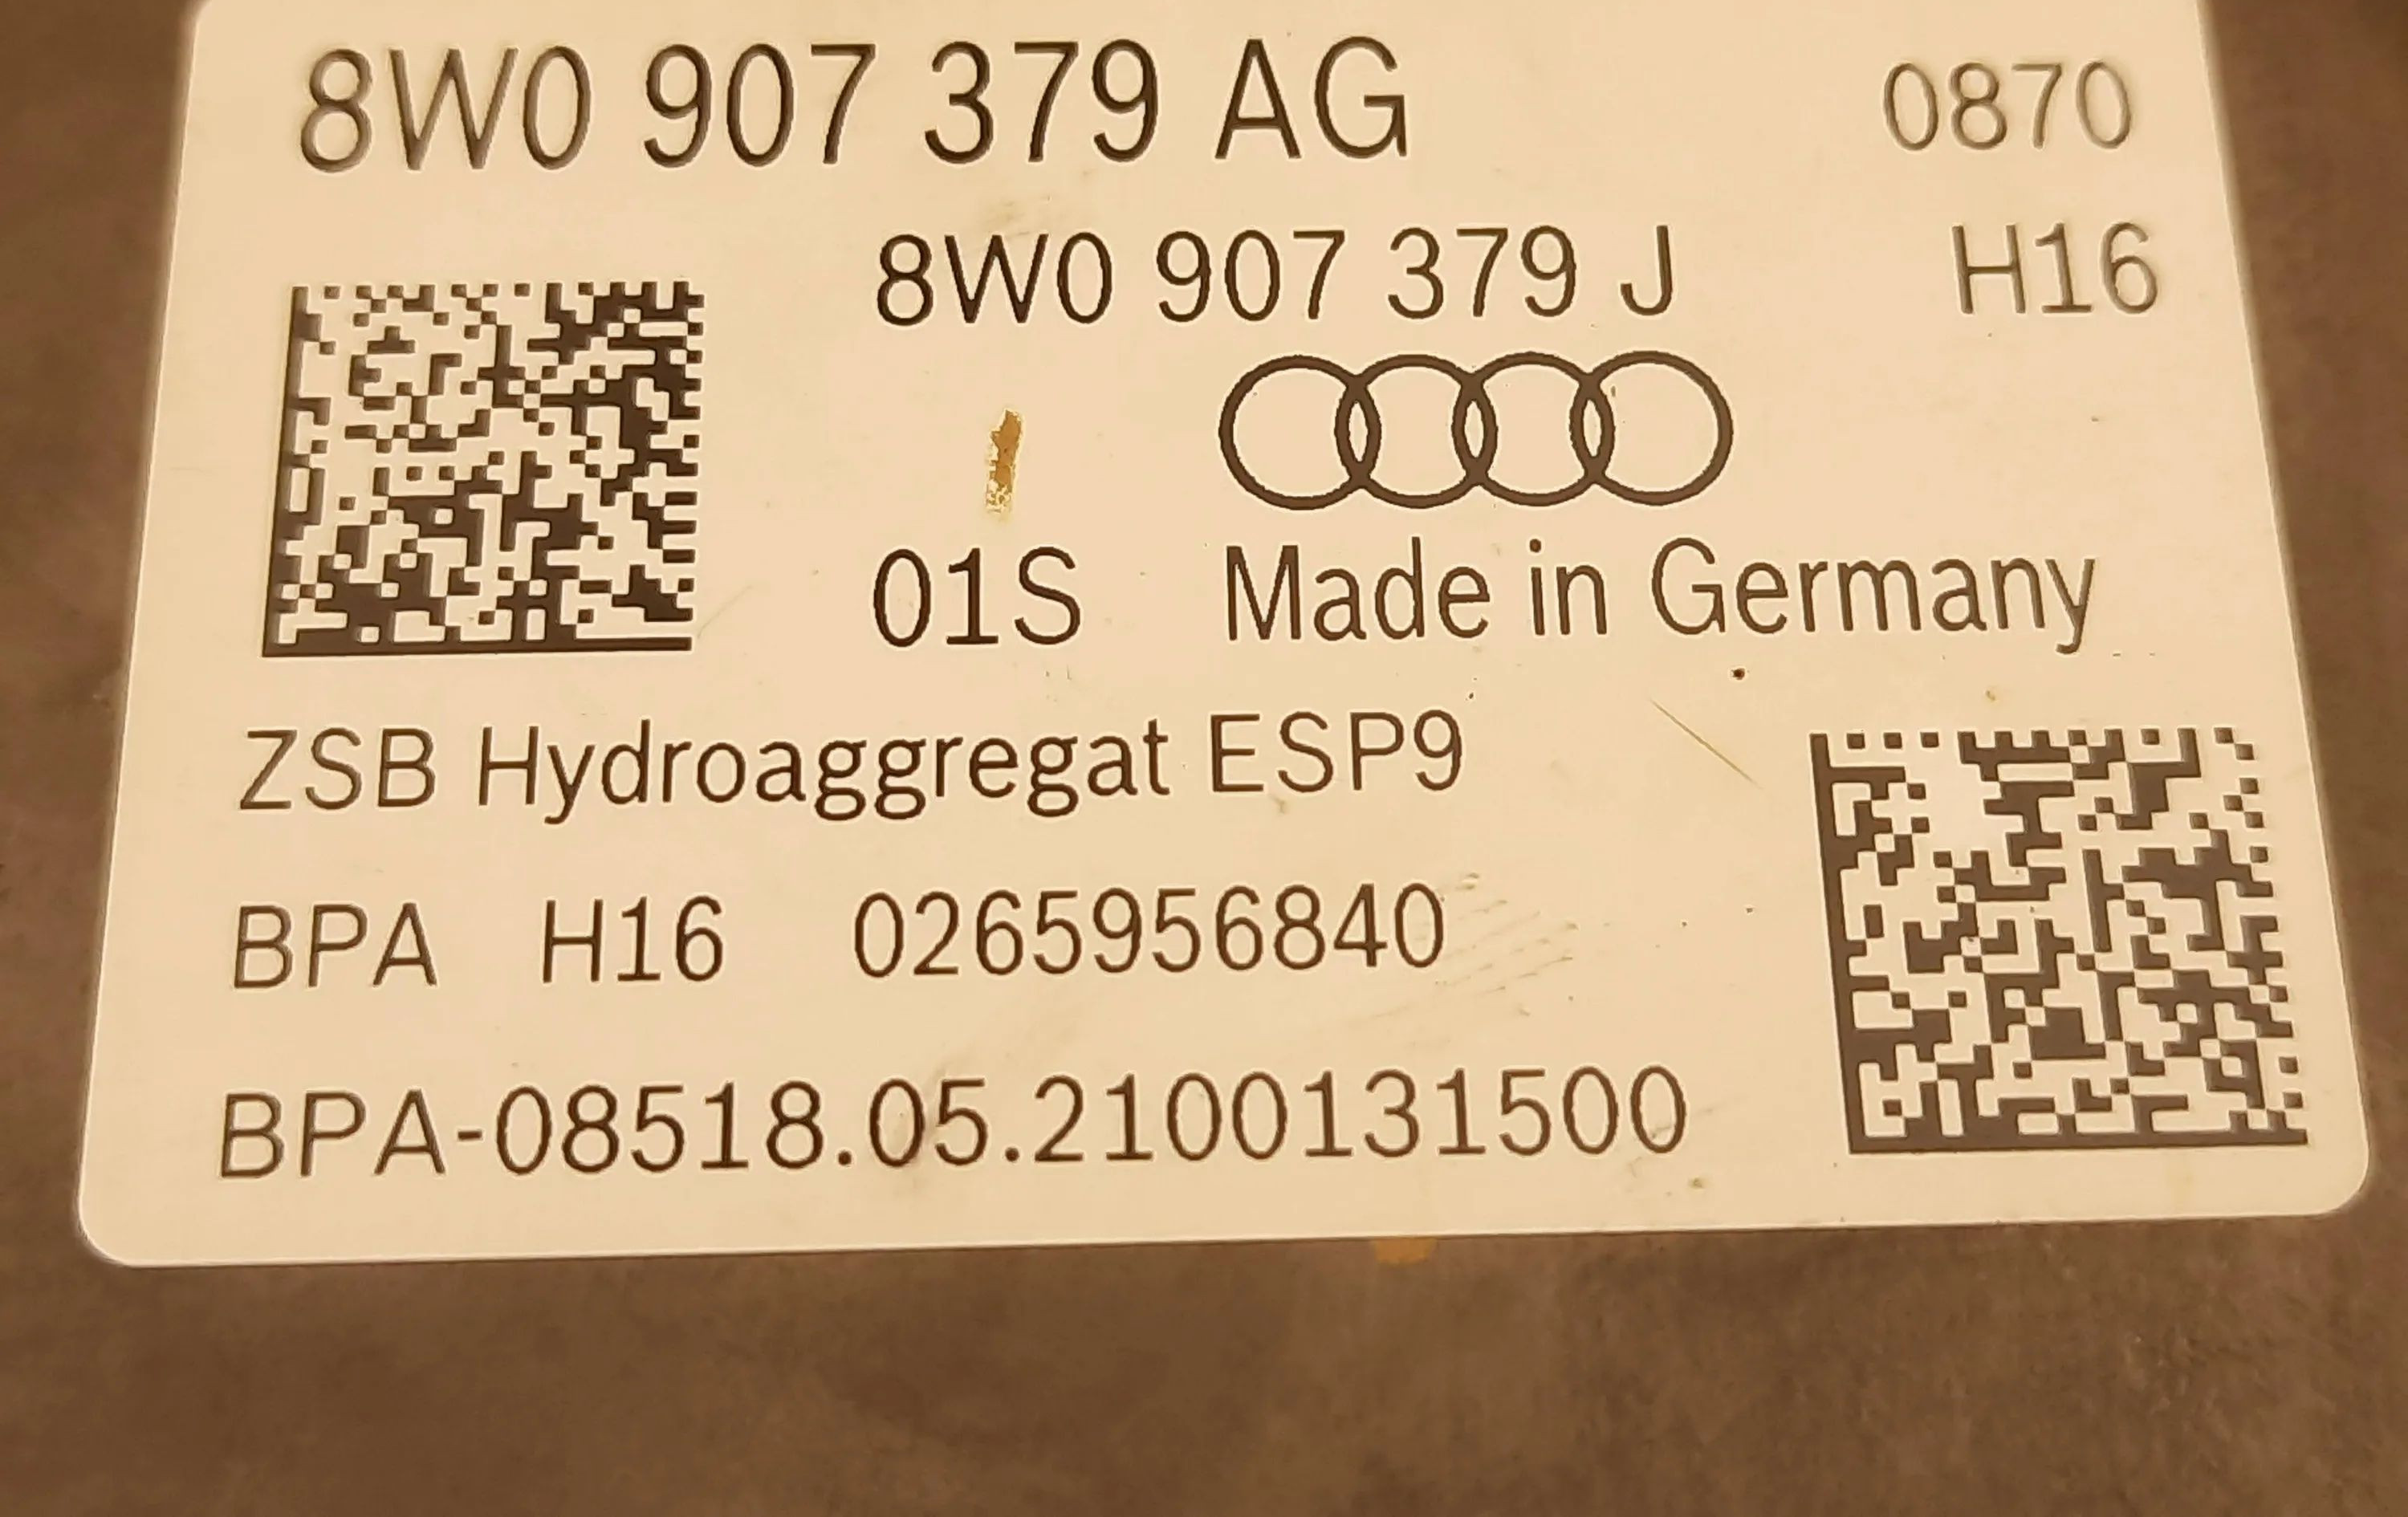 8W0 907 379 AG 0870
8W0 907 379 J H16
01S Made in Germany
ZSB Hydroaggregat ESP9
BPA H16 0265956840
BPA-08518.05.2100131500